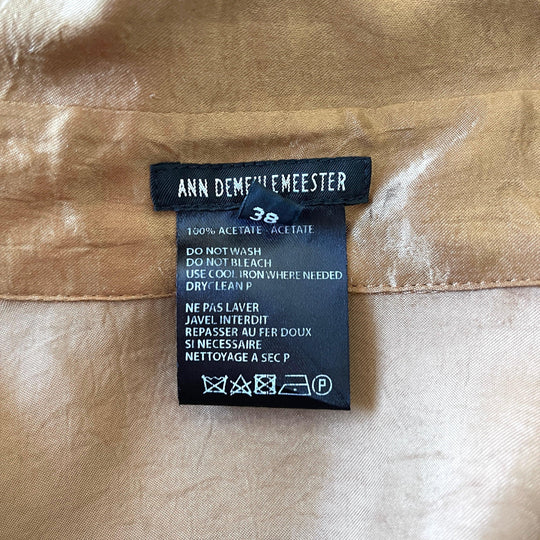 ANN DEMEULEMEESTER
38
100% ACETATE - ACETATE
DO NOT WASH
DO NOT BLEACH
USE COOL IRON WHERE NEEDED
DRYCLEAN P
NE PAS LAVER
JAVEL INTERDIT
REPASSER AU FER DOUX
SI NECESSAIRE
NETTOYAGE A SEC P
P